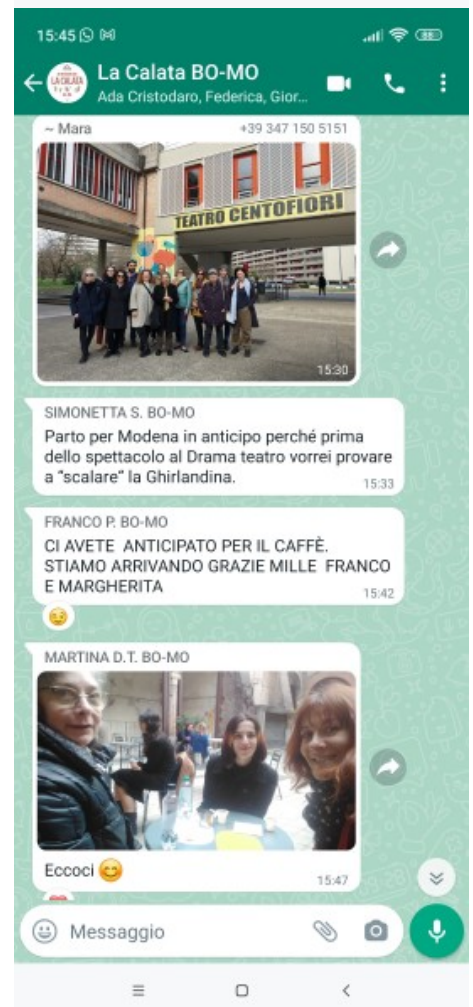 15:45
88
LA CALATA
La Calata BO-MO
Ada Cristodaro, Federica, Gior...
~ Mara +39 347 150 5151
TEATRO CENTOFIORI
15:30
SIMONETTA S. BO-MO
Parto per Modena in anticipo perché prima
dello spettacolo al Drama teatro vorrei provare
a “scalare” la Ghirlandina.
15:33
FRANCO P. BO-MO
CI AVETE ANTICIPATO PER IL CAFFÈ.
STIAMO ARRIVANDO GRAZIE MILLE FRANCO
E MARGHERITA
15:42
MARTINA D.T. BO-MO
Eccoci
15:47
Messaggio